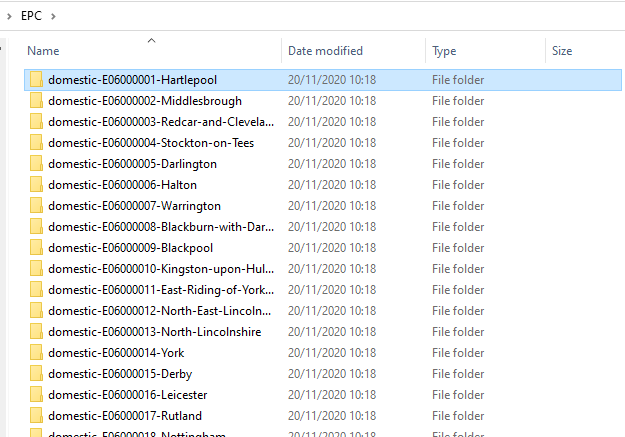 EPC
Name Date modified Type Size
domestic-E06000001-Hartlepool 20/11/2020 10:18 File folder
domestic-E06000002-Middlesbrough 20/11/2020 10:18 File folder
domestic-E06000003-Redcar-and-Clevela... 20/11/2020 10:18 File folder
domestic-E06000004-Stockton-on-Tees 20/11/2020 10:18 File folder
domestic-E06000005-Darlington 20/11/2020 10:18 File folder
domestic-E06000006-Halton 20/11/2020 10:18 File folder
domestic-E06000007-Warrington 20/11/2020 10:18 File folder
domestic-E06000008-Blackburn-with-Dar... 20/11/2020 10:18 File folder
domestic-E06000009-Blackpool 20/11/2020 10:18 File folder
domestic-E06000010-Kingston-upon-Hul... 20/11/2020 10:18 File folder
domestic-E06000011-East-Riding-of-York... 20/11/2020 10:18 File folder
domestic-E06000012-North-East-Lincoln... 20/11/2020 10:18 File folder
domestic-E06000013-North-Lincolnshire 20/11/2020 10:18 File folder
domestic-E06000014-York 20/11/2020 10:18 File folder
domestic-E06000015-Derby 20/11/2020 10:18 File folder
domestic-E06000016-Leicester 20/11/2020 10:18 File folder
domestic-E06000017-Rutland 20/11/2020 10:18 File folder
domestic-E06000018-Nottingham 20/11/2020 10:18 File folder